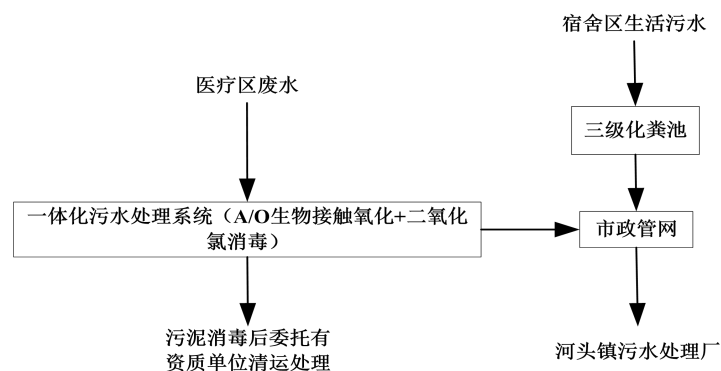 宿舍区生活污水
医疗区废水
三级化粪池
一体化污水处理系统（A/O生物接触氧化+二氧化
氯消毒）
市政管网
污泥消毒后委托有
资质单位清运处理
河头镇污水处理厂